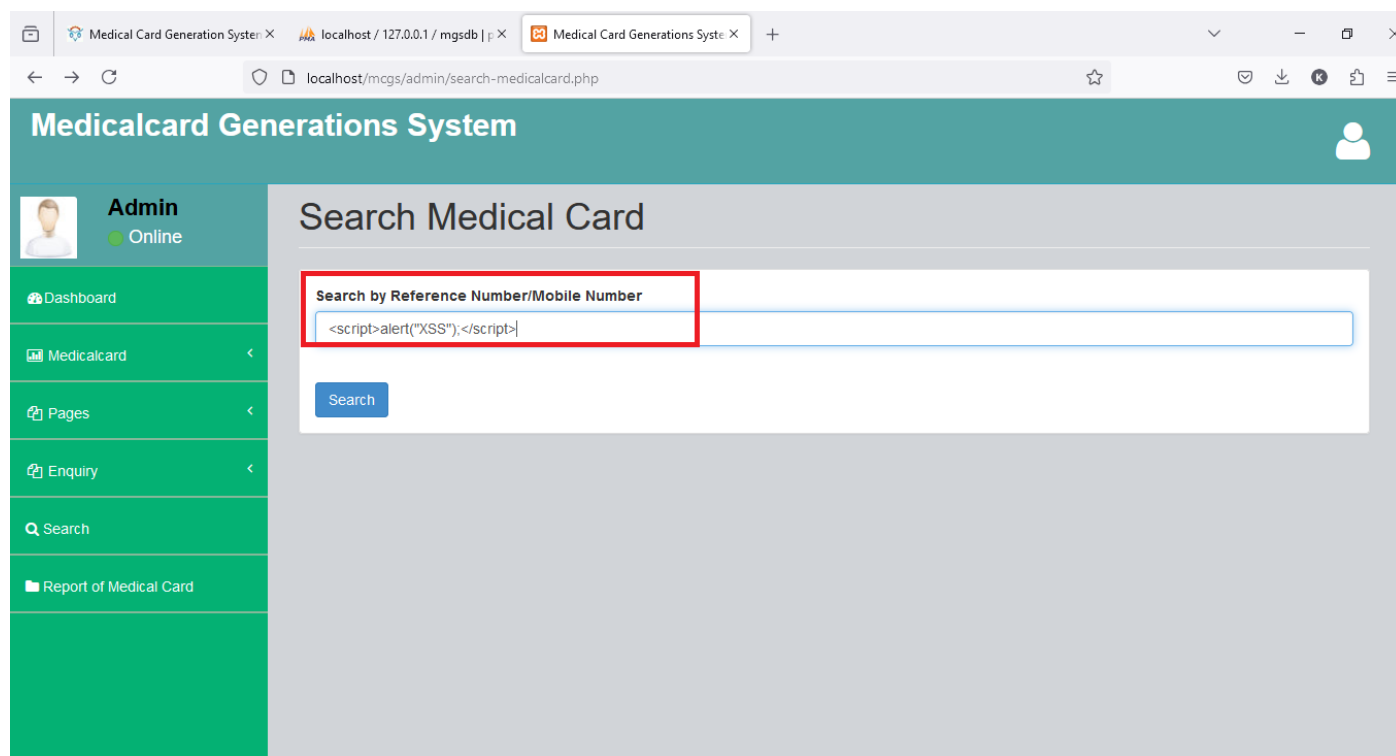 Medical Card Generation System
localhost / 127.0.0.1 / mgsdb | p
Medical Card Generations Syste
localhost/mcgs/admin/search-medicalcard.php
K
Medicalcard Generations System
Admin
Online
Dashboard
Medicalcard
Pages
Enquiry
Search
Report of Medical Card
Search Medical Card
Search by Reference Number/Mobile Number
<script>alert("XSS");</script>
Search